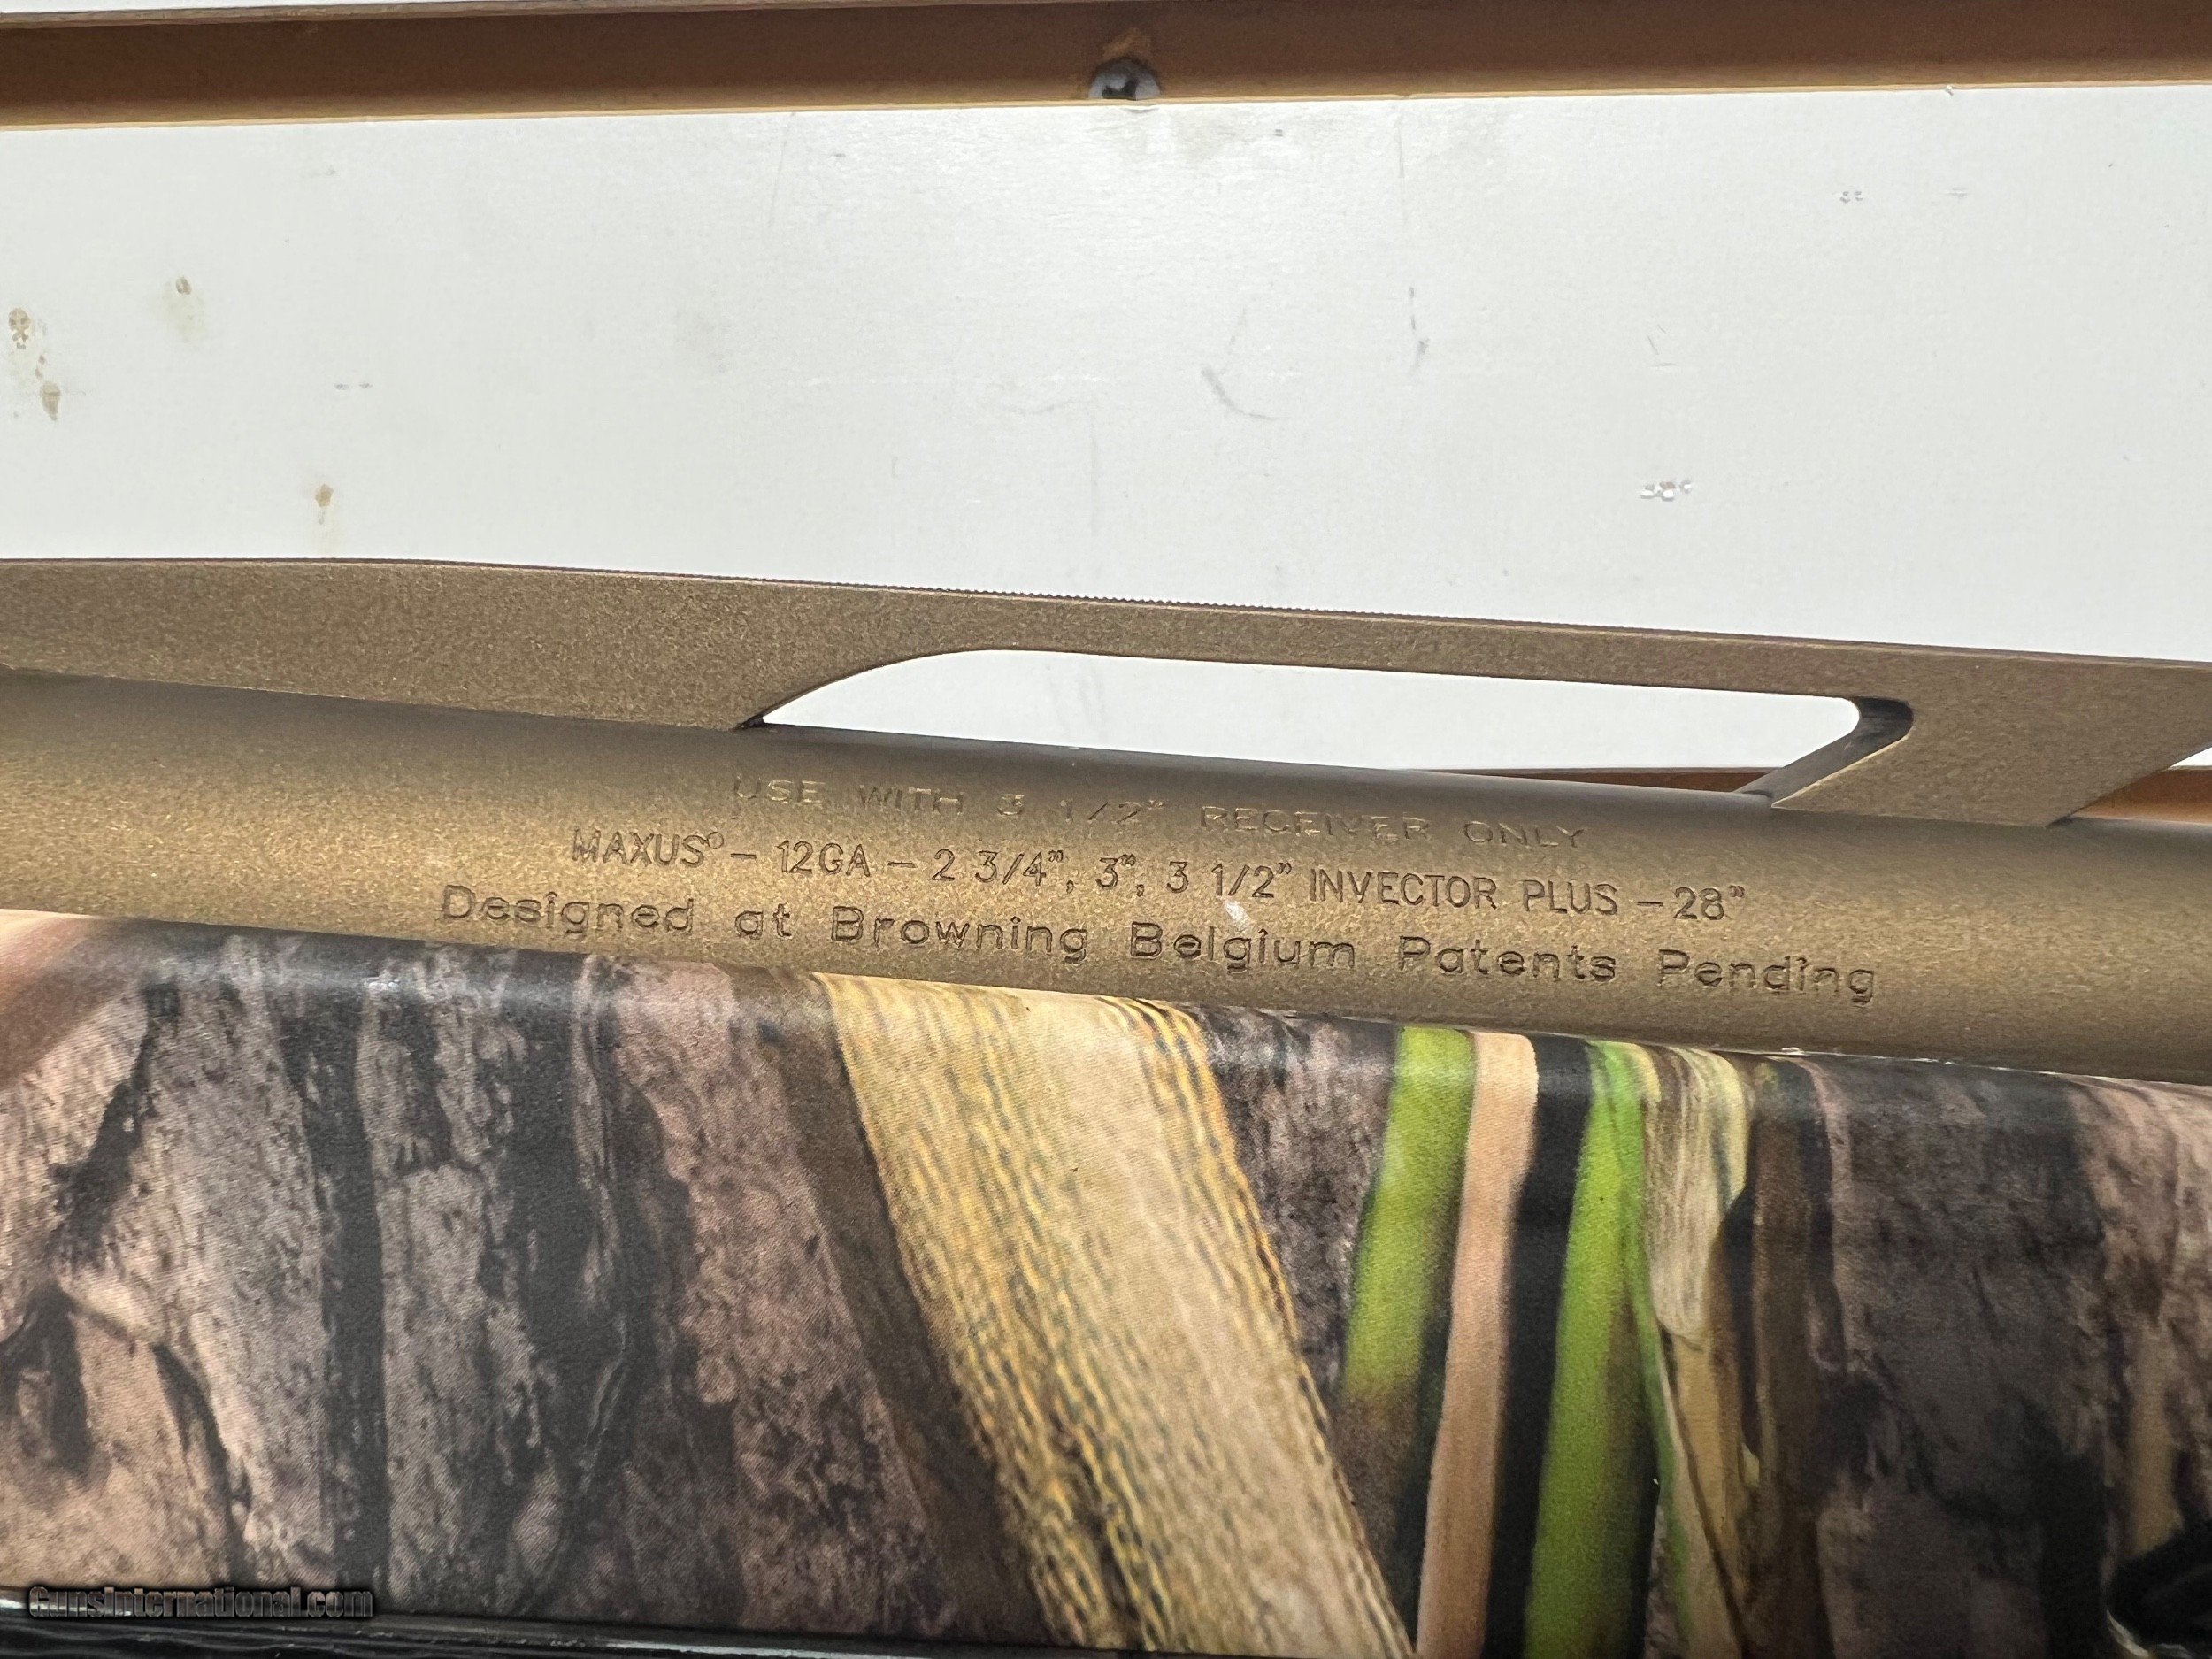 USE WITH 3 1/2" RECEIVER ONLY
MAXUS® - 12GA - 2 3/4", 3", 3 1/2" INVECTOR PLUS - 28"
Designed at Browning Belgium Patents Pending
GunsInternational.com